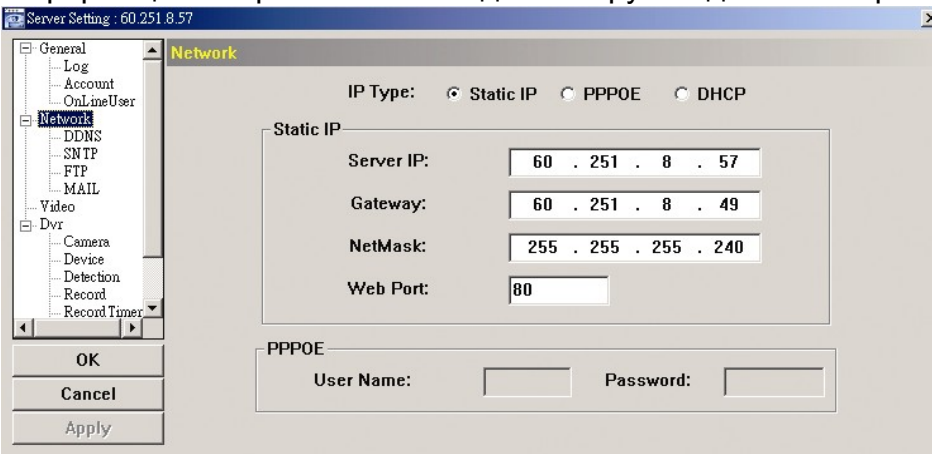 Server Setting : 60.251.8.57
General
Log
Account
OnLineUser
Network
DDNS
SNTP
FTP
MAIL
Video
Dvr
Camera
Device
Detection
Record
Record Timer
OK
Cancel
Apply
Network
IP Type: Static IP PPPOE DHCP
Static IP
Server IP: 60 . 251 . 8 . 57
Gateway: 60 . 251 . 8 . 49
NetMask: 255 . 255 . 255 . 240
Web Port: 80
PPPOE
User Name: Password: